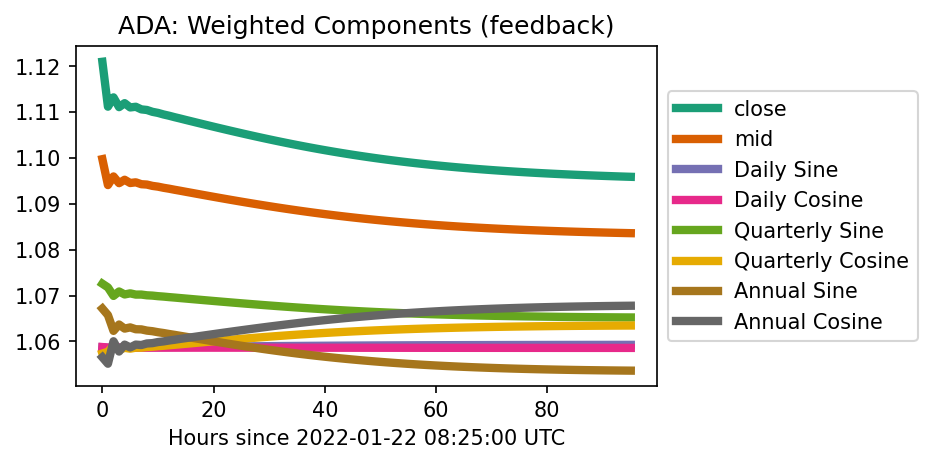 ADA: Weighted Components (feedback)
1.12
1.11
1.10
1.09
1.08
1.07
1.06
0 20 40 60 80
Hours since 2022-01-22 08:25:00 UTC
close
mid
Daily Sine
Daily Cosine
Quarterly Sine
Quarterly Cosine
Annual Sine
Annual Cosine